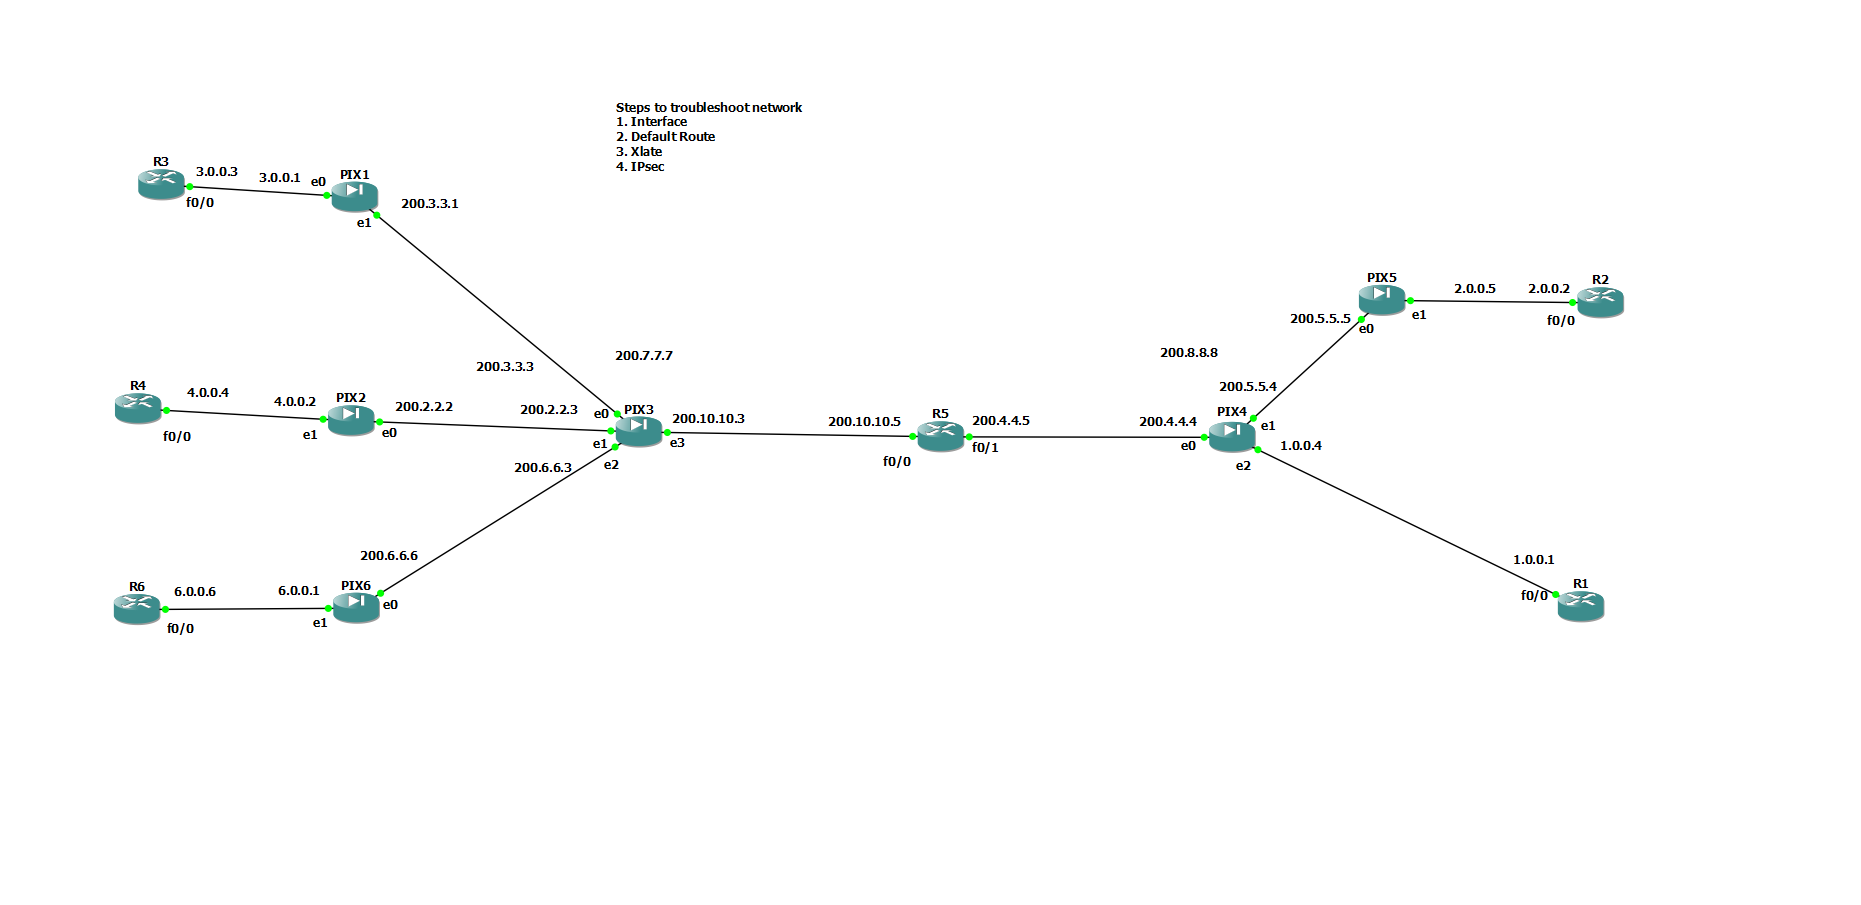 Steps to troubleshoot network
1. Interface
2. Default Route
3. Xlate
4. IPsec
R3
3.0.0.3
3.0.0.1
e0
PIX1
f0/0
e1
200.3.3.1
200.3.3.3
200.7.7.7
R4
4.0.0.4
4.0.0.2
PIX2
200.2.2.2
200.2.2.3
e0
PIX3
200.10.10.3
f0/0
e1
e0
e1
e2
e3
200.6.6.3
200.6.6.6
R6
6.0.0.6
6.0.0.1
PIX6
e0
f0/0
e1
200.10.10.5
R5
200.4.4.5
f0/0
f0/1
200.4.4.4
PIX4
e0
e1
e2
200.5.5.4
1.0.0.4
200.8.8.8
200.5.5..5
PIX5
e0
e1
2.0.0.5
2.0.0.2
R2
f0/0
1.0.0.1
R1
f0/0